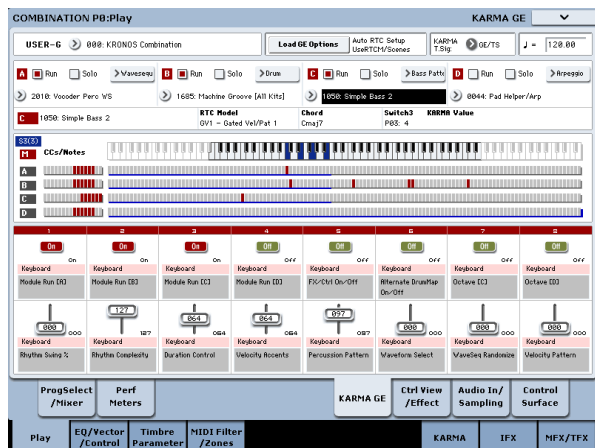 COMBINATION P0:Play KARMA GE
USER-G 000: KRONOS Combination Load GE Options Auto RTC Setup UseRTCM/Scenes KARMA T.Sig: GE/TS ♩ = 120.00
A Run Solo >Wavesequ B Run Solo >Drum C Run Solo >Bass Patte D Run Solo >Arpeggio
2010: Vocoder Perc WS 1685: Machine Groove [All Kits] 1050: Simple Bass 2 0044: Pad Helper/Arp
RTC Model Chord Switch3 KARMA Value
C 1050: Simple Bass 2 GV1 - Gated Vel/Pat 1 Cmaj7 P03: 4
S3(3)
M CCs/Notes
A
B
C
D
1 2 3 4 5 6 7 8
On On On Off Off Off Off Off
On On On Off Off Off Off Off
Keyboard Keyboard Keyboard Keyboard Keyboard Keyboard Keyboard Keyboard
Module Run [A] Module Run [B] Module Run [C] Module Run [D] FX/Ctrl On/Off Alternate DrumMap On/Off Octave [C] Octave [D]
000 127 064 064 097 000 000 000
000 127 064 064 097 000 000 000
Keyboard Keyboard Keyboard Keyboard Keyboard Keyboard Keyboard Keyboard
Rhythm Swing % Rhythm Complexity Duration Control Velocity Accents Percussion Pattern Waveform Select WaveSeq Randomize Velocity Pattern
ProgSelect /Mixer Perf Meters KARMA GE Ctrl View /Effect Audio In/ Sampling Control Surface
Play EQ/Vector /Control Timbre Parameter MIDI Filter /Zones KARMA IFX MFX/TFX